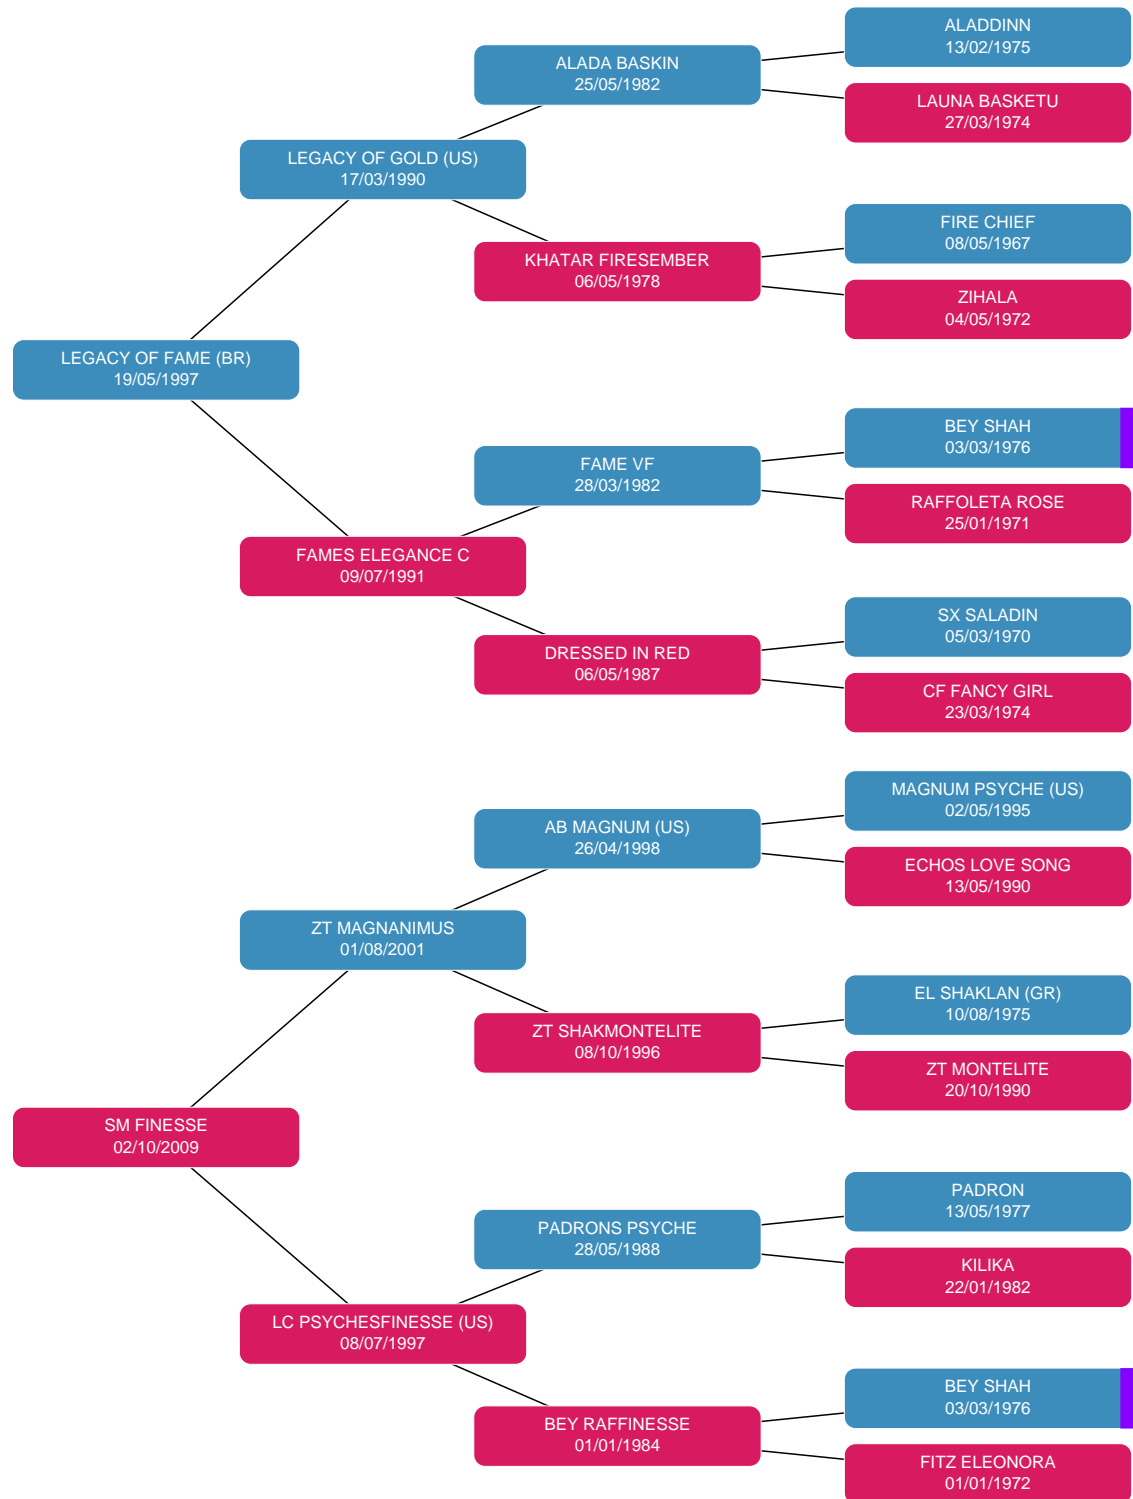 ALADDINN
13/02/1975
ALADA BASKIN
25/05/1982
LAUNA BASKETU
27/03/1974
LEGACY OF GOLD (US)
17/03/1990
FIRE CHIEF
08/05/1967
KHATAR FIRESEMBER
06/05/1978
ZIHALA
04/05/1972
LEGACY OF FAME (BR)
19/05/1997
BEY SHAH
03/03/1976
FAME VF
28/03/1982
RAFFOLETA ROSE
25/01/1971
FAMES ELEGANCE C
09/07/1991
SX SALADIN
05/03/1970
DRESSED IN RED
06/05/1987
CF FANCY GIRL
23/03/1974
MAGNUM PSYCHE (US)
02/05/1995
AB MAGNUM (US)
26/04/1998
ECHOS LOVE SONG
13/05/1990
ZT MAGNANIMUS
01/08/2001
EL SHAKLAN (GR)
10/08/1975
ZT SHAKMONTELITE
08/10/1996
ZT MONTELITE
20/10/1990
SM FINESSE
02/10/2009
PADRON
13/05/1977
PADRONS PSYCHE
28/05/1988
KILIKA
22/01/1982
LC PSYCHESFINESSE (US)
08/07/1997
BEY SHAH
03/03/1976
BEY RAFFINESSE
01/01/1984
FITZ ELEONORA
01/01/1972